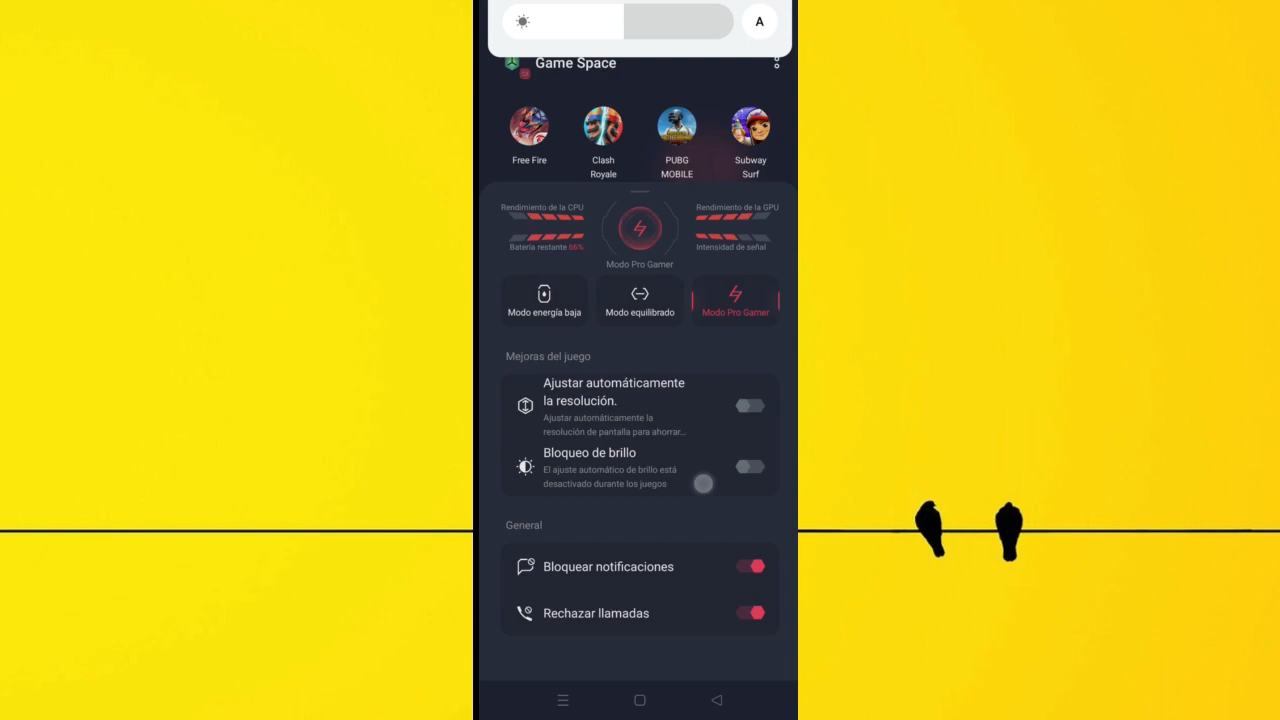 A
Game Space
Free Fire
Clash
Royale
PUBG
MOBILE
Subway
Surf
Rendimiento de la CPU
Rendimiento de la GPU
Batería restante 66%
Intensidad de señal
Modo Pro Gamer
Modo energía baja
Modo equilibrado
Modo Pro Gamer
Mejoras del juego
Ajustar automáticamente
la resolución.
Ajustar automáticamente la
resolución de pantalla para ahorrar...
Bloqueo de brillo
El ajuste automático de brillo está
desactivado durante los juegos
General
Bloquear notificaciones
Rechazar llamadas